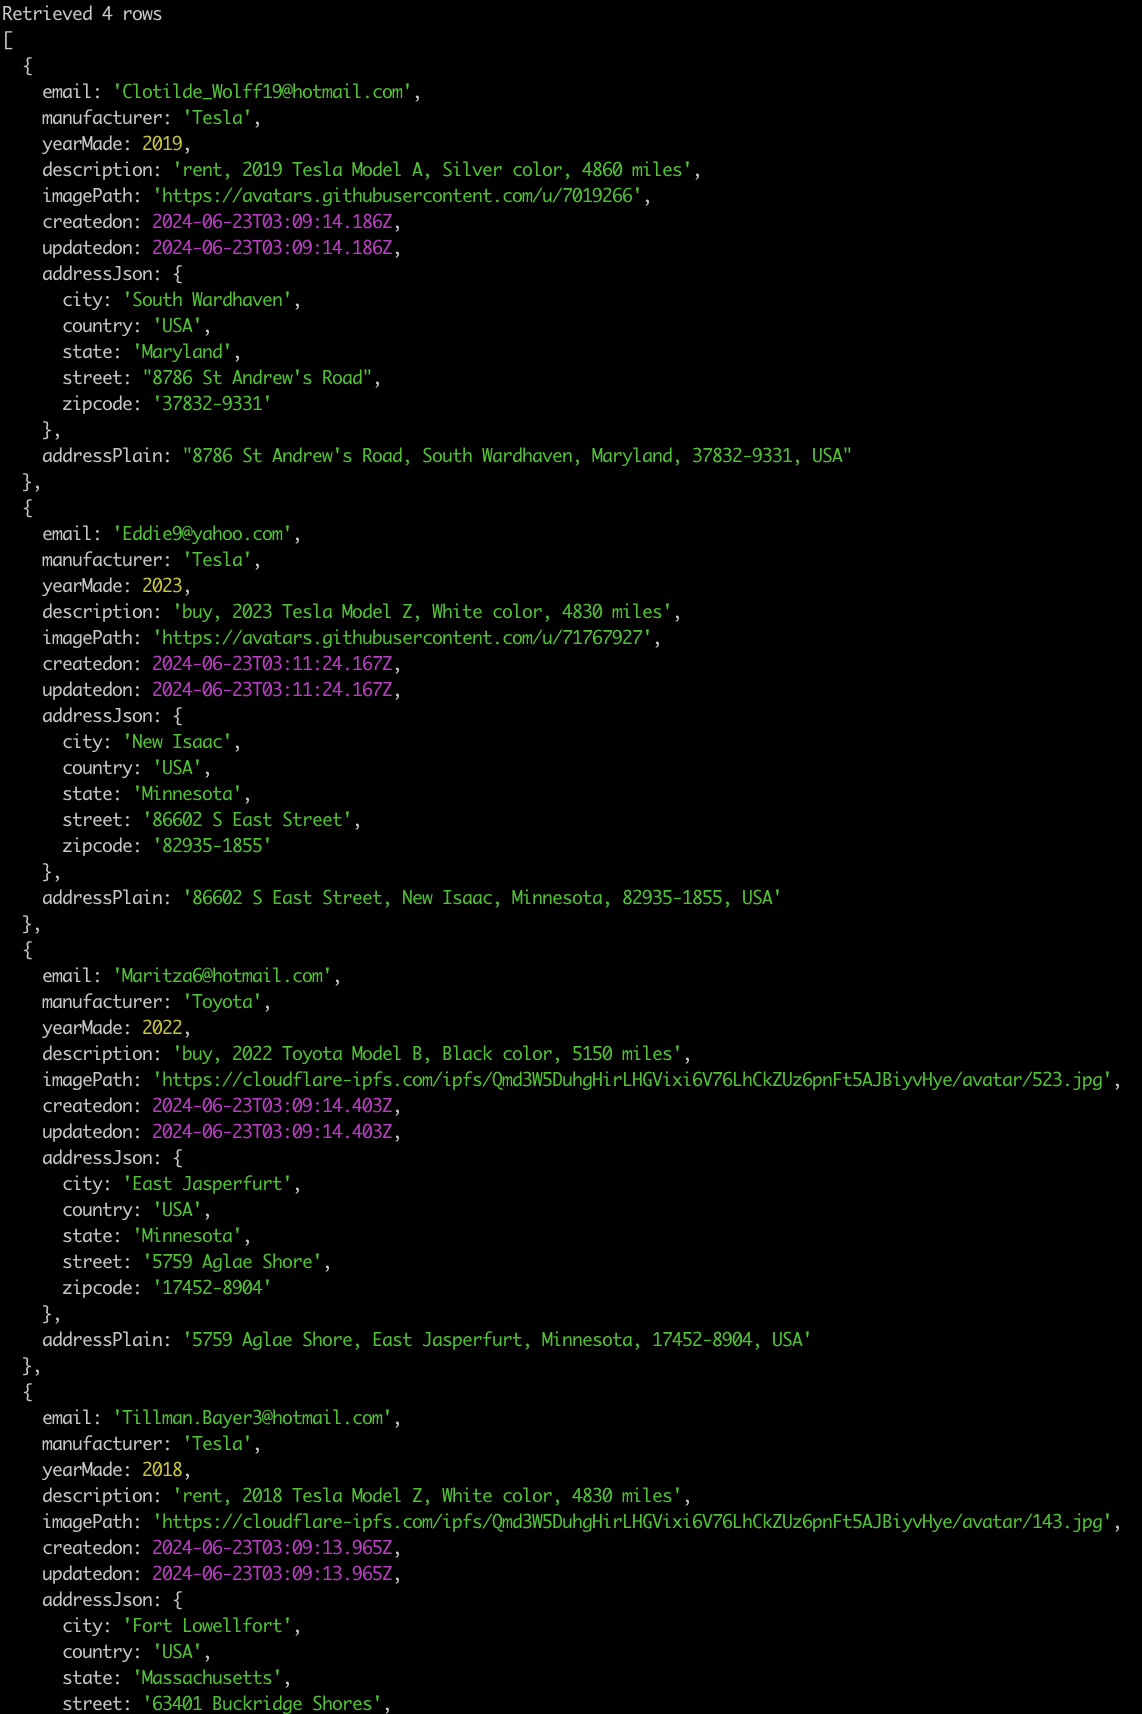 Retrieved 4 rows
[
  {
    email: 'Clotilde_Wolff19@hotmail.com',
    manufacturer: 'Tesla',
    yearMade: 2019,
    description: 'rent, 2019 Tesla Model A, Silver color, 4860 miles',
    imagePath: 'https://avatars.githubusercontent.com/u/7019266',
    createdon: 2024-06-23T03:09:14.186Z,
    updatedon: 2024-06-23T03:09:14.186Z,
    addressJson: {
      city: 'South Wardhaven',
      country: 'USA',
      state: 'Maryland',
      street: "8786 St Andrew's Road",
      zipcode: '37832-9331'
    },
    addressPlain: "8786 St Andrew's Road, South Wardhaven, Maryland, 37832-9331, USA"
  },
  {
    email: 'Eddie9@yahoo.com',
    manufacturer: 'Tesla',
    yearMade: 2023,
    description: 'buy, 2023 Tesla Model Z, White color, 4830 miles',
    imagePath: 'https://avatars.githubusercontent.com/u/71767927',
    createdon: 2024-06-23T03:11:24.167Z,
    updatedon: 2024-06-23T03:11:24.167Z,
    addressJson: {
      city: 'New Isaac',
      country: 'USA',
      state: 'Minnesota',
      street: '86602 S East Street',
      zipcode: '82935-1855'
    },
    addressPlain: '86602 S East Street, New Isaac, Minnesota, 82935-1855, USA'
  },
  {
    email: 'Maritza6@hotmail.com',
    manufacturer: 'Toyota',
    yearMade: 2022,
    description: 'buy, 2022 Toyota Model B, Black color, 5150 miles',
    imagePath: 'https://cloudflare-ipfs.com/ipfs/Qmd3W5DuhgHirLHGVixi6V76LhCkZUz6pnFt5AJBiyvHye/avatar/523.jpg',
    createdon: 2024-06-23T03:09:14.403Z,
    updatedon: 2024-06-23T03:09:14.403Z,
    addressJson: {
      city: 'East Jasperfurt',
      country: 'USA',
      state: 'Minnesota',
      street: '5759 Aglae Shore',
      zipcode: '17452-8904'
    },
    addressPlain: '5759 Aglae Shore, East Jasperfurt, Minnesota, 17452-8904, USA'
  },
  {
    email: 'Tillman.Bayer3@hotmail.com',
    manufacturer: 'Tesla',
    yearMade: 2018,
    description: 'rent, 2018 Tesla Model Z, White color, 4830 miles',
    imagePath: 'https://cloudflare-ipfs.com/ipfs/Qmd3W5DuhgHirLHGVixi6V76LhCkZUz6pnFt5AJBiyvHye/avatar/143.jpg',
    createdon: 2024-06-23T03:09:13.965Z,
    updatedon: 2024-06-23T03:09:13.965Z,
    addressJson: {
      city: 'Fort Lowellfort',
      country: 'USA',
      state: 'Massachusetts',
      street: '63401 Buckridge Shores',